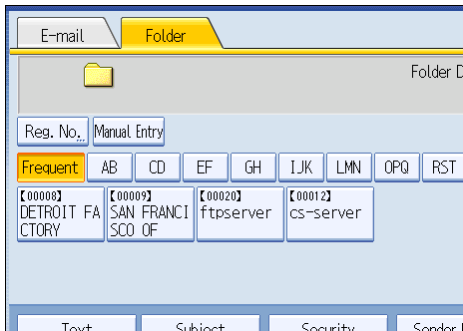 E-mail Folder
Folder D
Reg. No. Manual Entry
Frequent AB CD EF GH IJK LMN OPQ RST
【00008】 【00009】 【00020】 【00012】
DETROIT FA SAN FRANCI ftpserver cs-server
CTORY SCO OF
Text Subject Security Sender